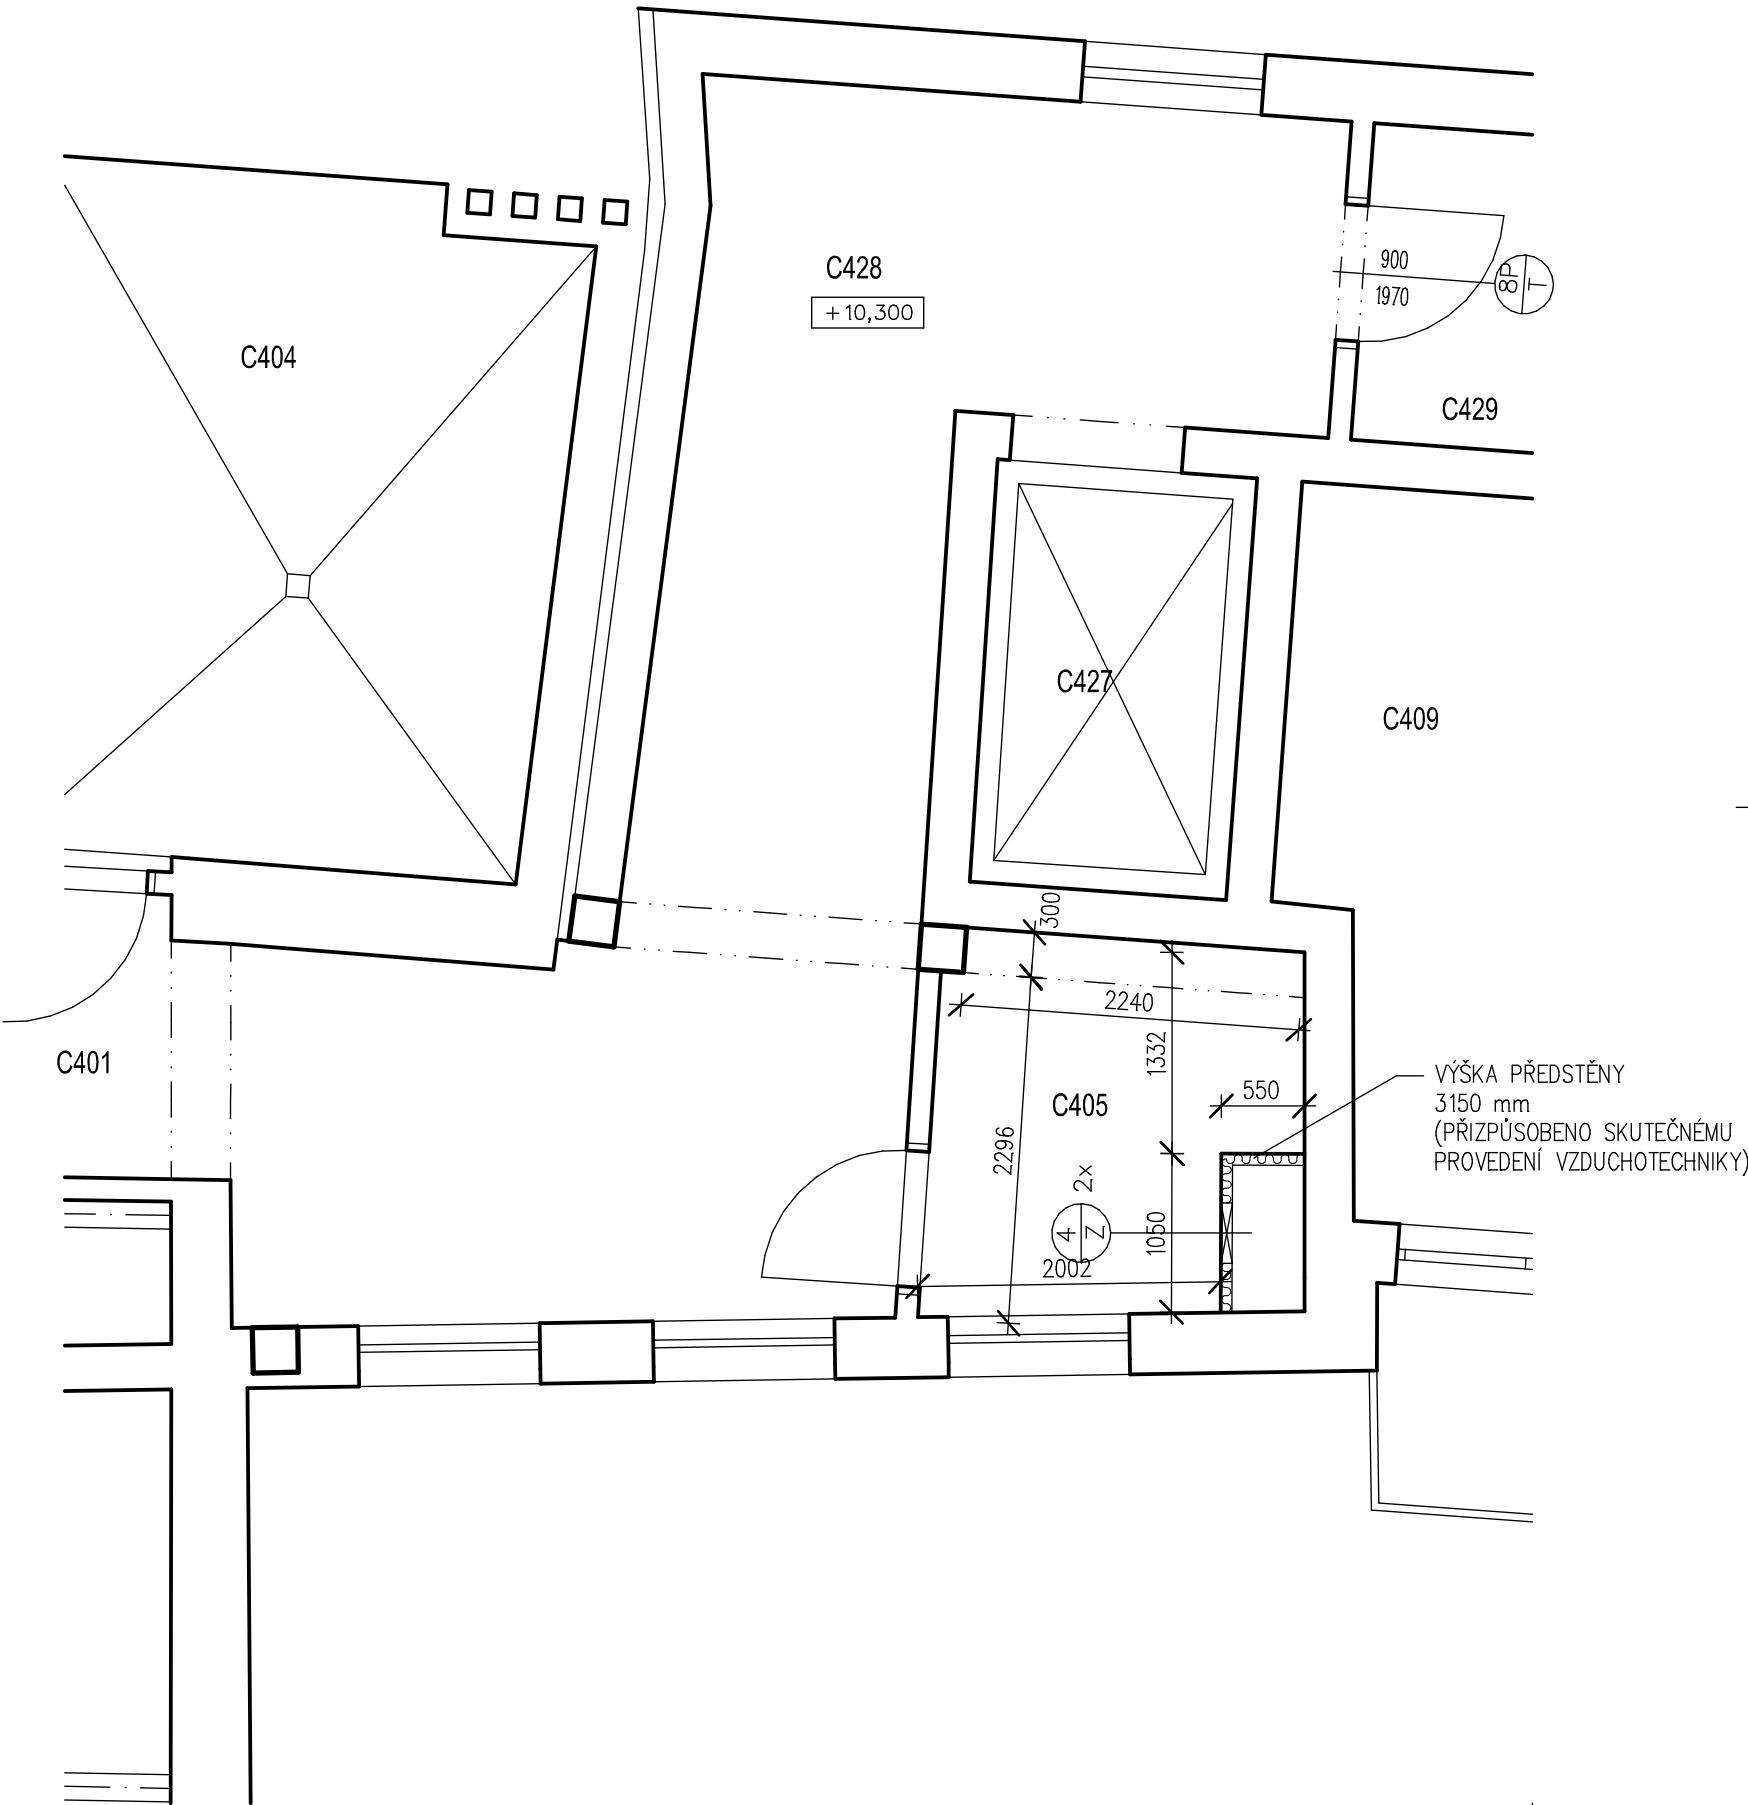 C428
+10,300
900
1970
8P
T
C404
C429
C427
C409
300
2240
1332
C401
550
C405
2296
VÝŠKA PŘEDSTĚNY
3150 mm
(PŘIZPŮSOBENO SKUTEČNÉMU
PROVEDENÍ VZDUCHOTECHNIKY)
2x
4
Z
1050
2002